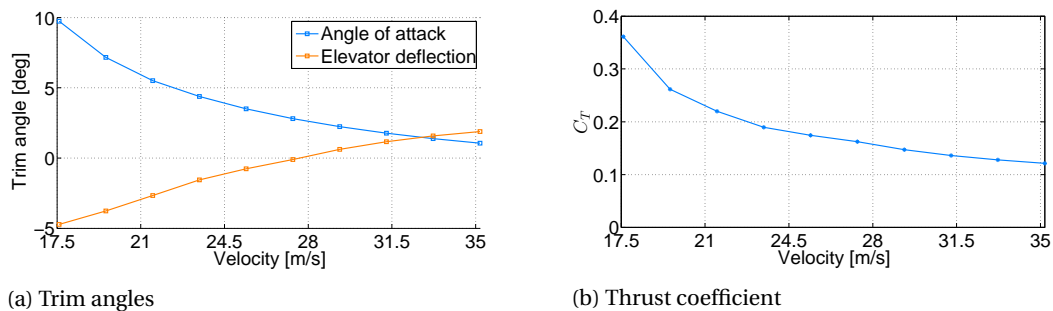 10
5
0
−5
17.5
21
24.5
28
31.5
35
Trim angle [deg]
Velocity [m/s]
Angle of attack
Elevator deflection
(a) Trim angles
0.4
0.3
0.2
0.1
0
17.5
21
24.5
28
31.5
35
C_T
Velocity [m/s]
(b) Thrust coefficient